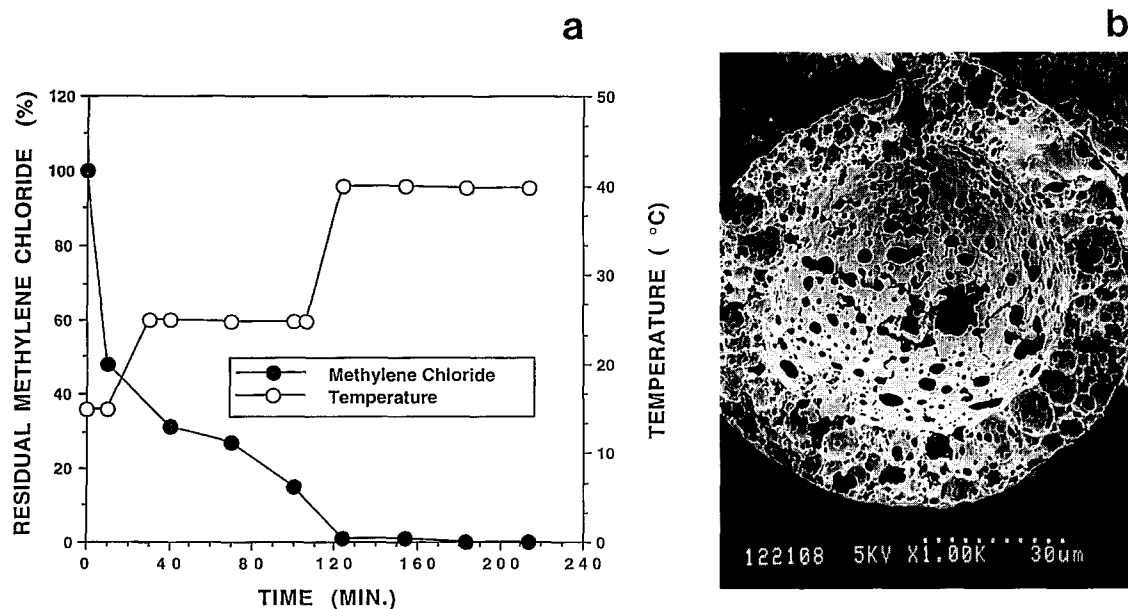 a
RESIDUAL METHYLENE CHLORIDE (%)
120
100
80
60
40
20
0
50
40
30
20
10
0
TEMPERATURE ( °C)
Methylene Chloride
Temperature
0 40 80 120 160 200 240
TIME (MIN.)
b
122108 5KV X1.00K 30um